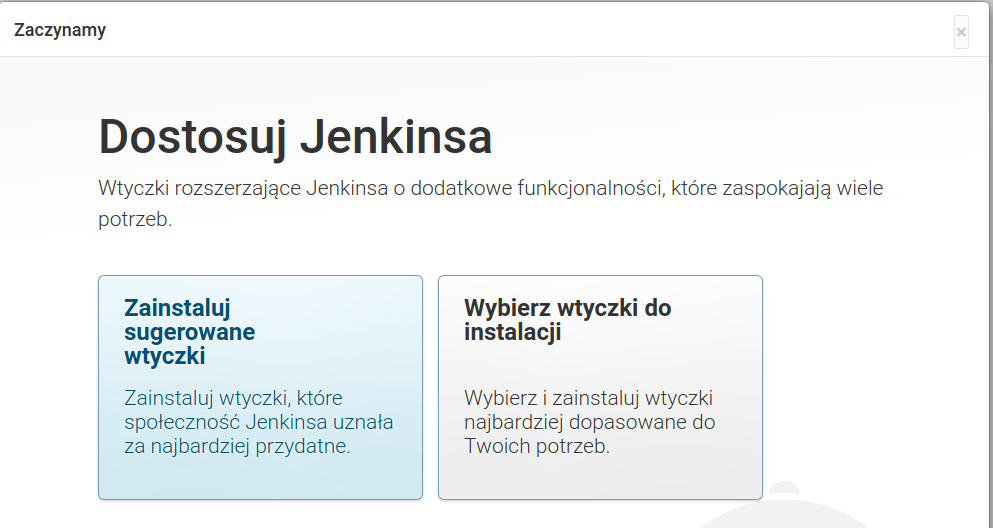 Zaczynamy
×
Dostosuj Jenkinsa
Wtyczki rozszerzające Jenkinsa o dodatkowe funkcjonalności, które zaspokajają wiele
potrzeb.
Zainstaluj
sugerowane
wtyczki
Zainstaluj wtyczki, które
społeczność Jenkinsa uznała
za najbardziej przydatne.
Wybierz wtyczki do
instalacji
Wybierz i zainstaluj wtyczki
najbardziej dopasowane do
Twoich potrzeb.